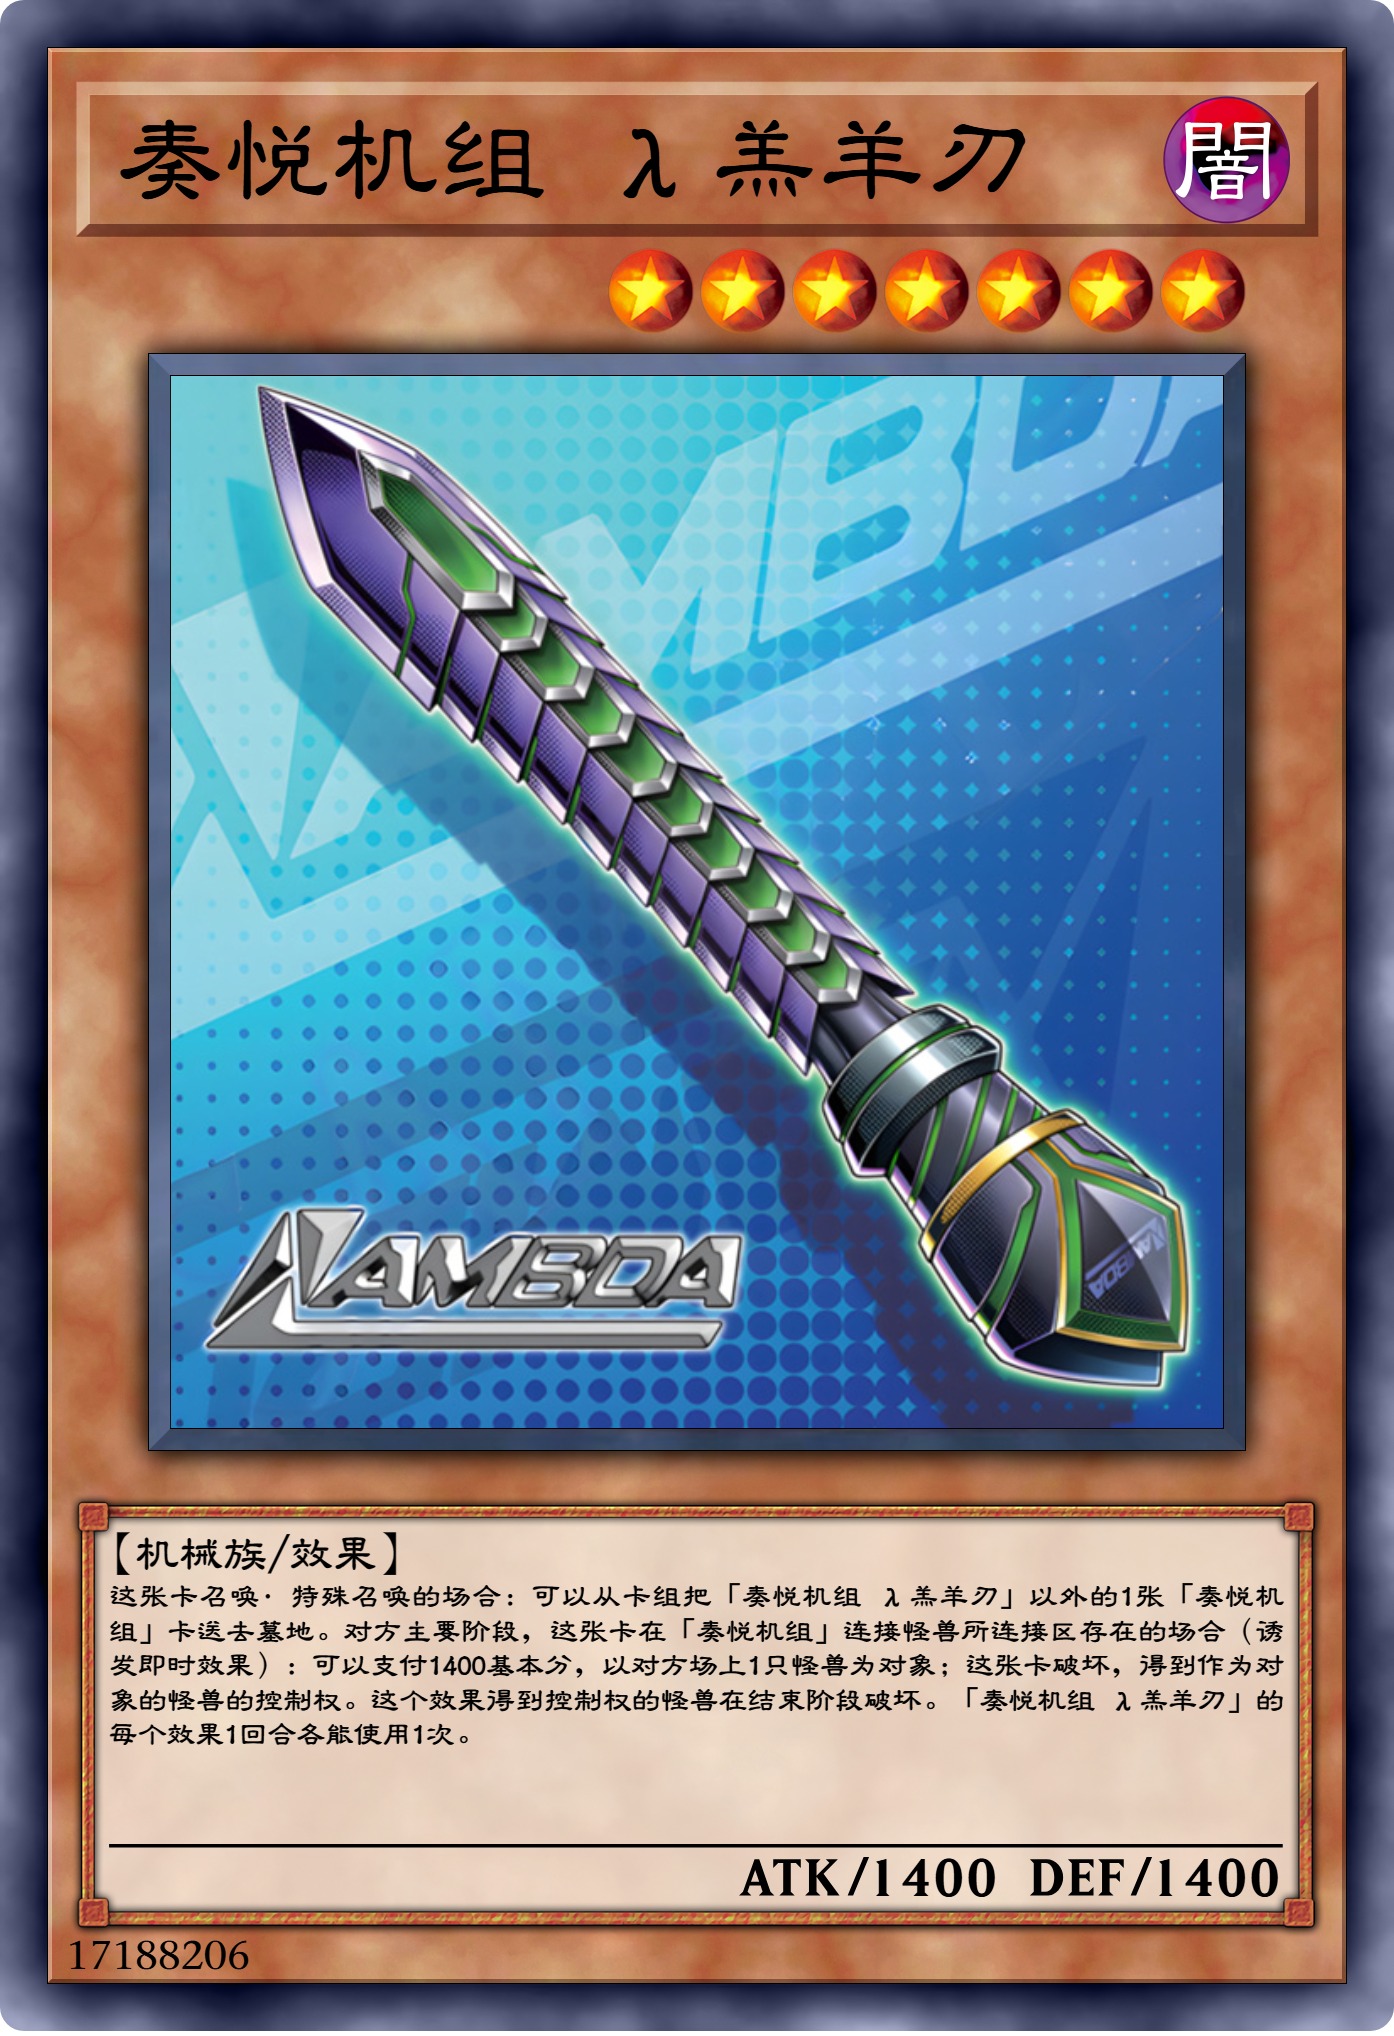 奏悦机组 λ羔羊刃
闇
MBDA
LAMBDA
LAMBDA
【机械族/效果】
这张卡召唤·特殊召唤的场合：可以从卡组把「奏悦机组 λ羔羊刃」以外的1张「奏悦机
组」卡送去墓地。对方主要阶段，这张卡在「奏悦机组」连接怪兽所连接区存在的场合（诱
发即时效果）：可以支付1400基本分，以对方场上1只怪兽为对象；这张卡破坏，得到作为对
象的怪兽的控制权。这个效果得到控制权的怪兽在结束阶段破坏。「奏悦机组 λ羔羊刃」的
每个效果1回合各能使用1次。
ATK/1400 DEF/1400
17188206